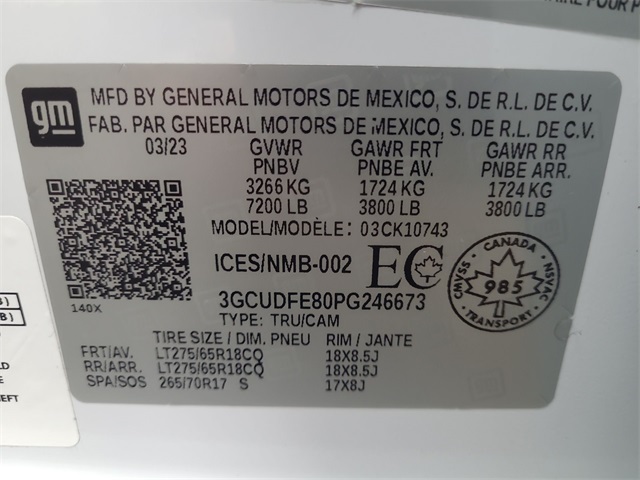 AIRE POUR P
gm
MFD BY GENERAL MOTORS DE MEXICO, S. DE R.L. DE C.V.
FAB. PAR GENERAL MOTORS DE MEXICO, S. DE R.L. DE C.V.
03/23 GVWR GAWR FRT GAWR RR
PNBV PNBE AV. PNBE ARR.
3266 KG 1724 KG 1724 KG
7200 LB 3800 LB 3800 LB
MODEL/MODÈLE: 03CK10743
ICES/NMB-002 EC
CANADA
CMVSS NSVAC
985
TRANSPORT
3GCUDFE80PG246673
140X
TYPE: TRU/CAM
TIRE SIZE / DIM. PNEU RIM / JANTE
FRT/AV. LT275/65R18CQ 18X8.5J
RR/ARR. LT275/65R18CQ 18X8.5J
SPA/SOS 265/70R17 S 17X8J
B)
LD
E
EFT